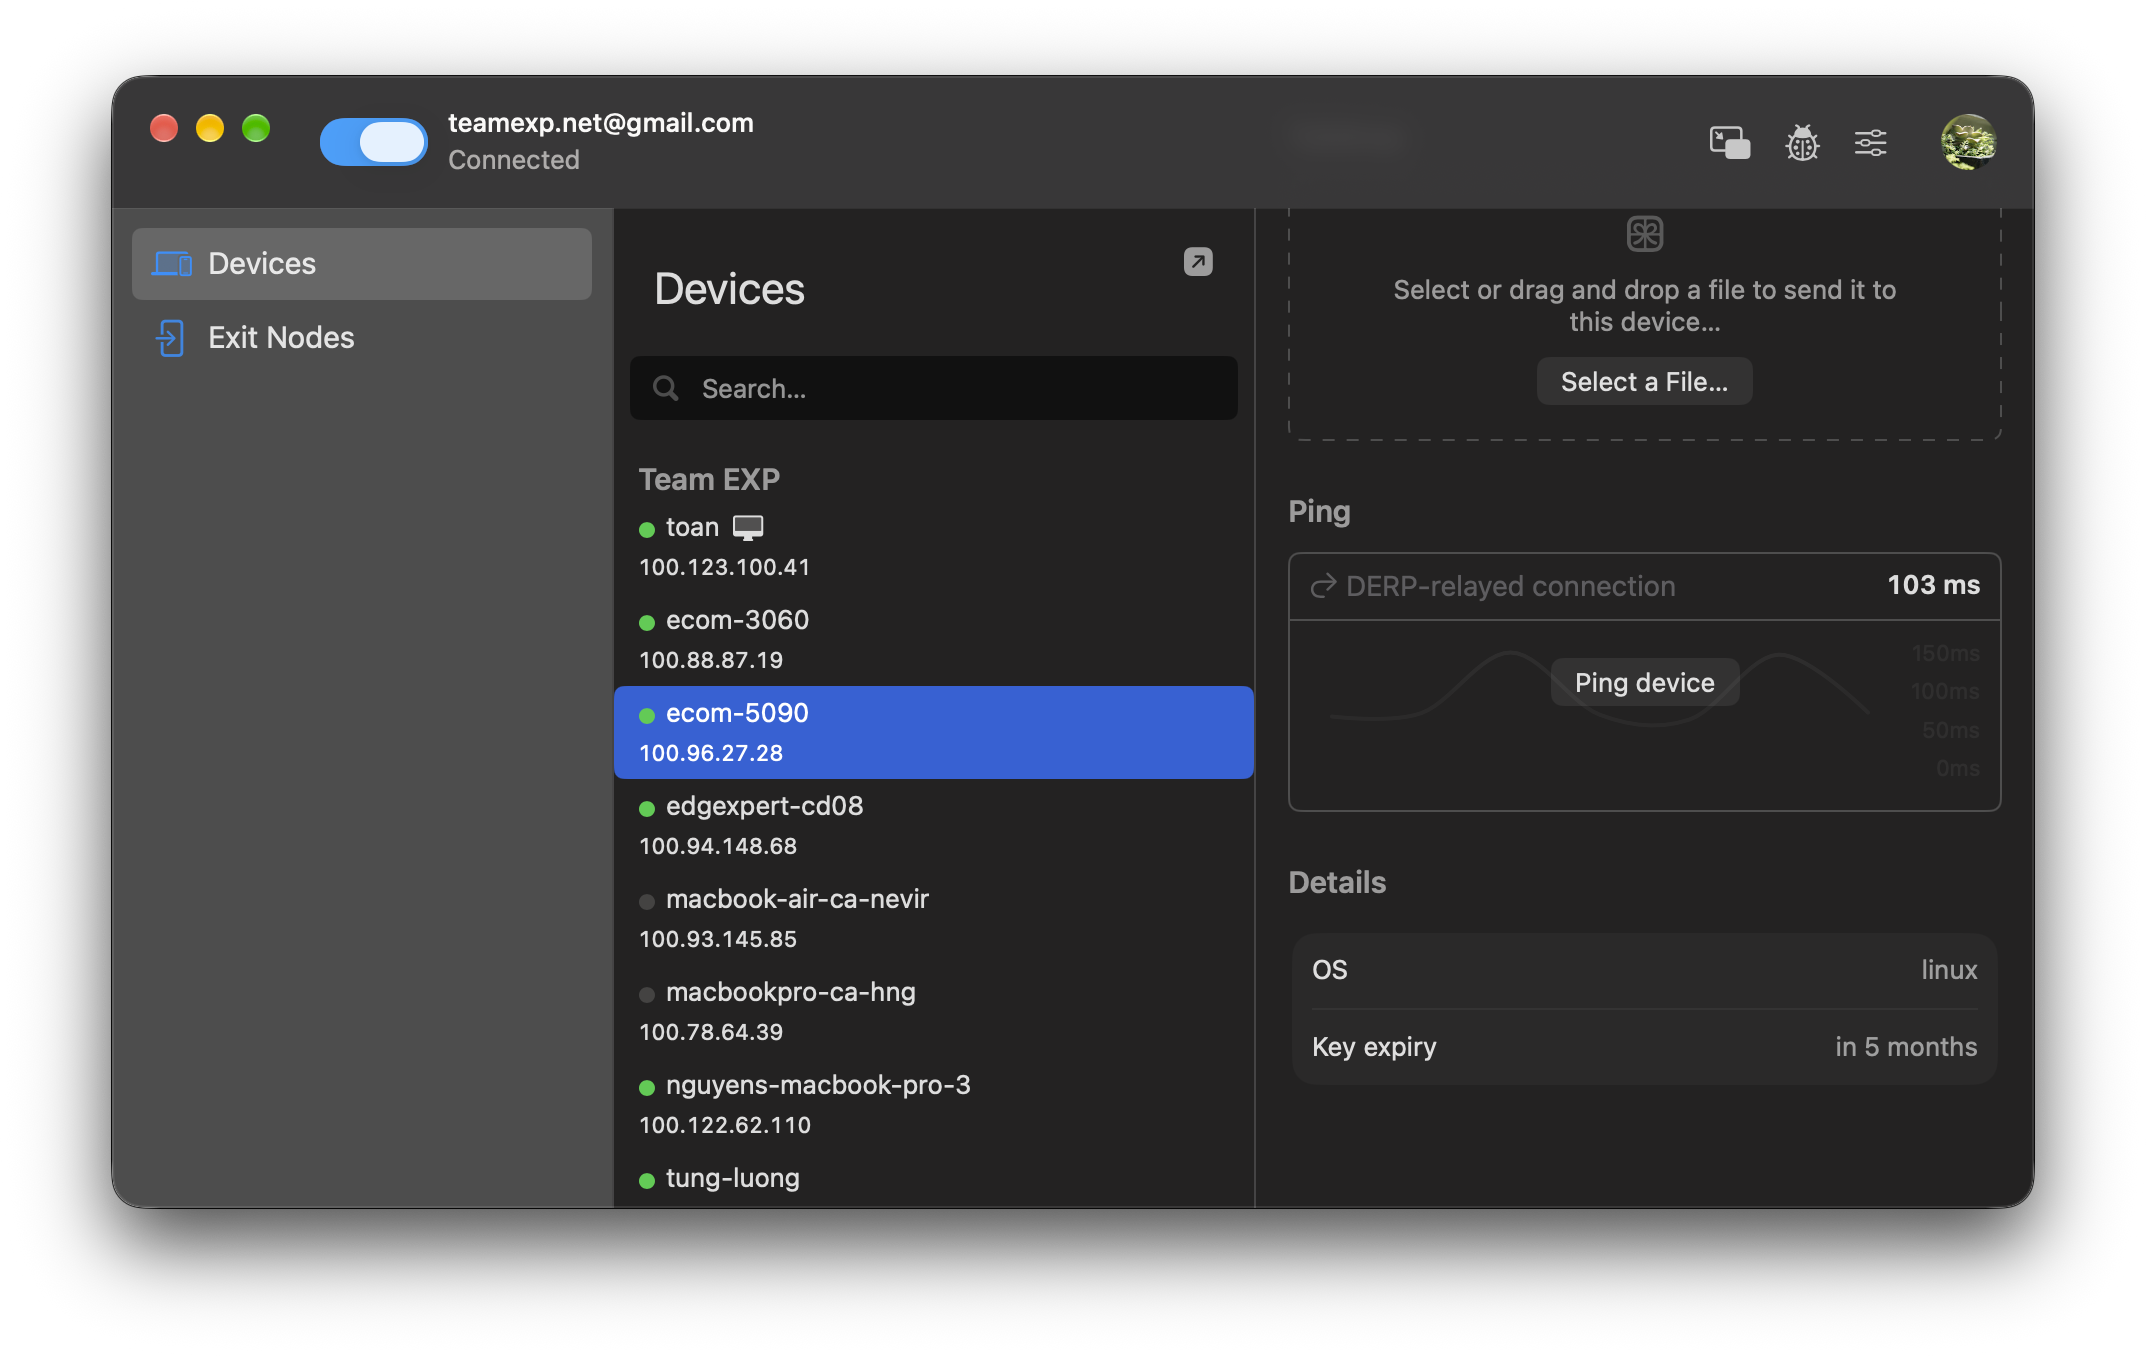 teamexp.net@gmail.com
Connected
Devices
Exit Nodes
Devices
Search...
Team EXP
toan
100.123.100.41
ecom-3060
100.88.87.19
ecom-5090
100.96.27.28
edgexpert-cd08
100.94.148.68
macbook-air-ca-nevir
100.93.145.85
macbookpro-ca-hng
100.78.64.39
nguyens-macbook-pro-3
100.122.62.110
tung-luong
Select or drag and drop a file to send it to
this device...
Select a File...
Ping
DERP-relayed connection
103 ms
Ping device
150ms
100ms
50ms
0ms
Details
OS
linux
Key expiry
in 5 months